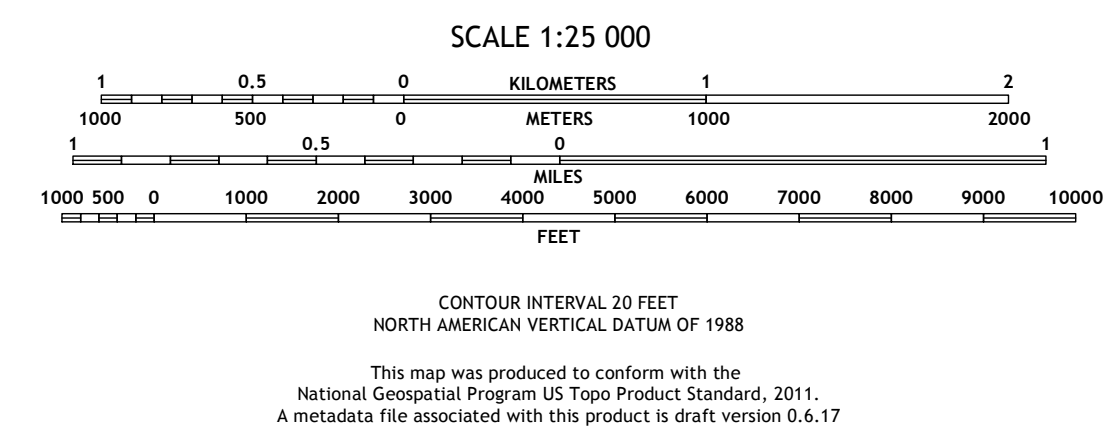 SCALE 1:25 000
1 0.5 0 KILOMETERS 1 2
1000 500 0 METERS 1000 2000
1 0.5 0 1
MILES
1000 500 0 1000 2000 3000 4000 5000 6000 7000 8000 9000 10000
FEET
CONTOUR INTERVAL 20 FEET
NORTH AMERICAN VERTICAL DATUM OF 1988
This map was produced to conform with the
National Geospatial Program US Topo Product Standard, 2011.
A metadata file associated with this product is draft version 0.6.17